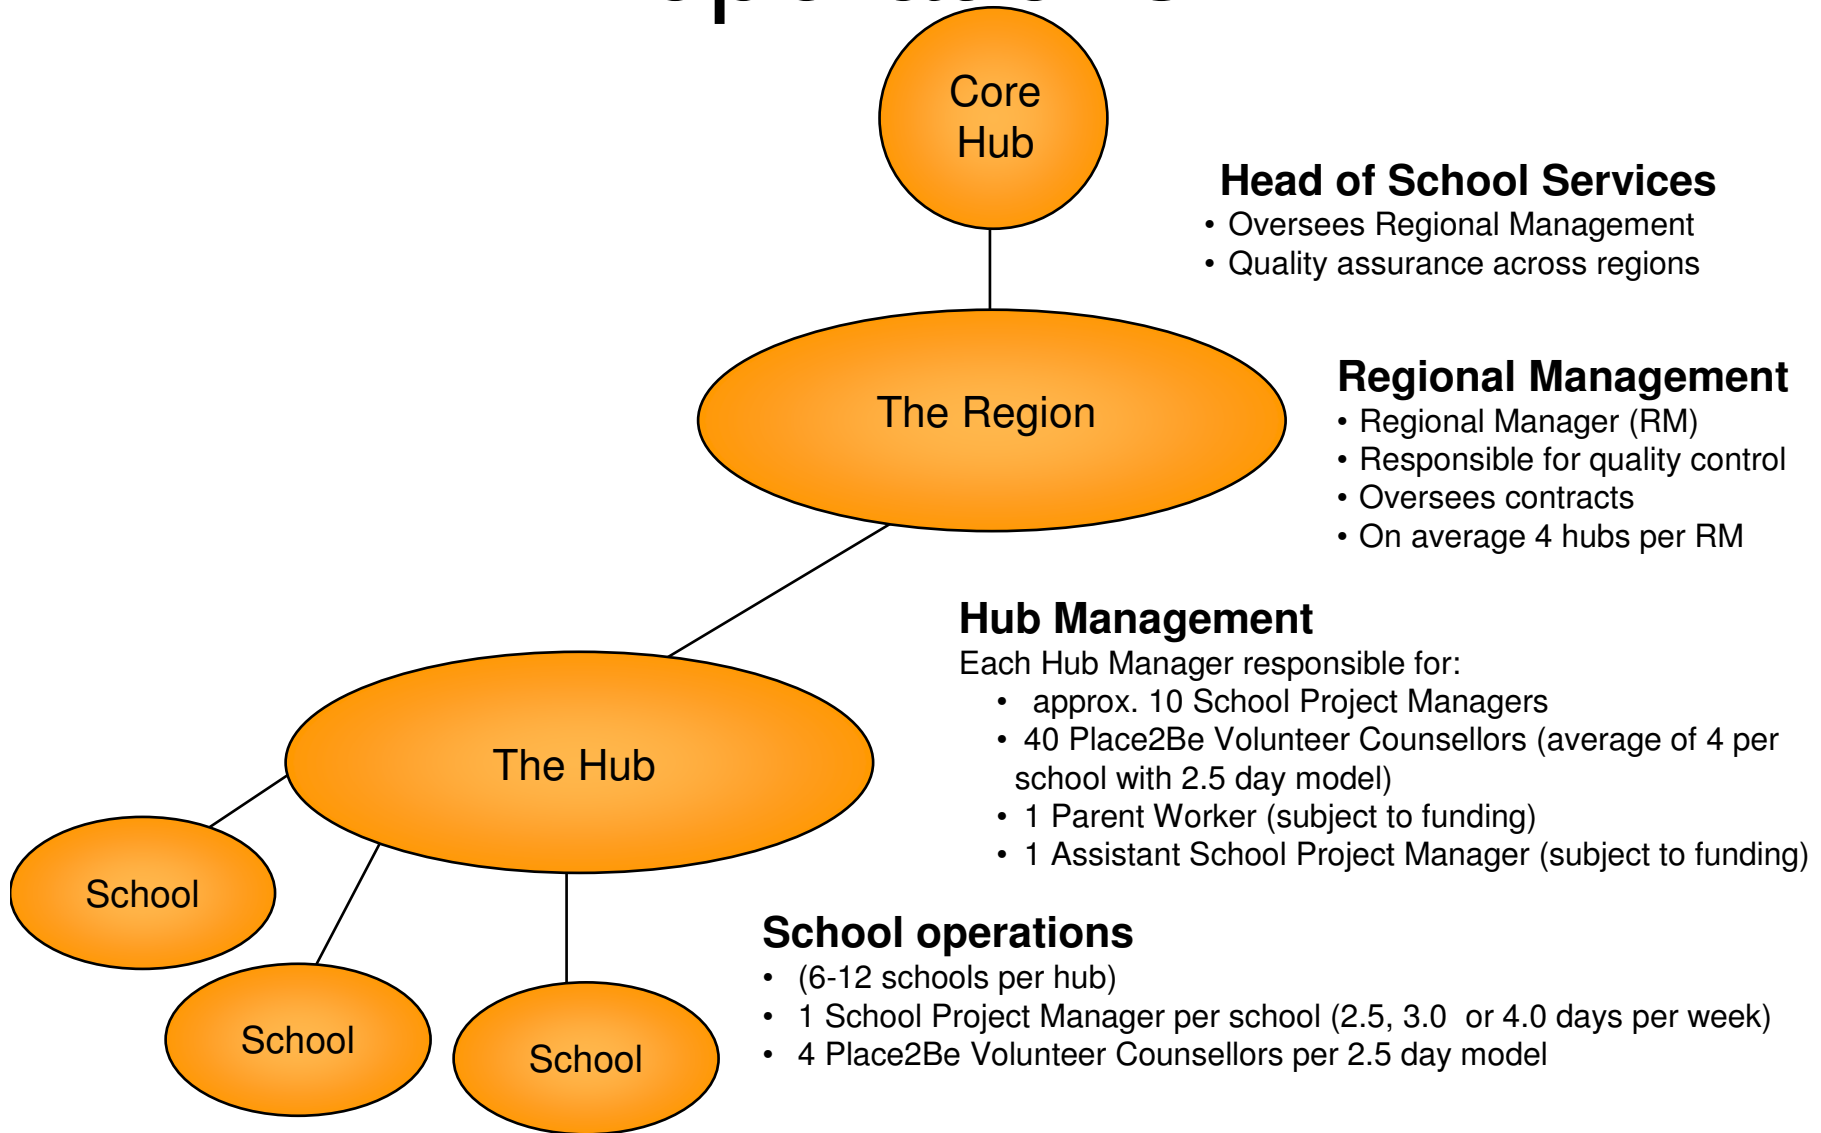 Core
Hub
Head of School Services
• Oversees Regional Management
• Quality assurance across regions
The Region
Regional Management
• Regional Manager (RM)
• Responsible for quality control
• Oversees contracts
• On average 4 hubs per RM
Hub Management
Each Hub Manager responsible for:
• approx. 10 School Project Managers
• 40 Place2Be Volunteer Counsellors (average of 4 per
school with 2.5 day model)
• 1 Parent Worker (subject to funding)
• 1 Assistant School Project Manager (subject to funding)
The Hub
School
School
School
School operations
• (6-12 schools per hub)
• 1 School Project Manager per school (2.5, 3.0 or 4.0 days per week)
• 4 Place2Be Volunteer Counsellors per 2.5 day model